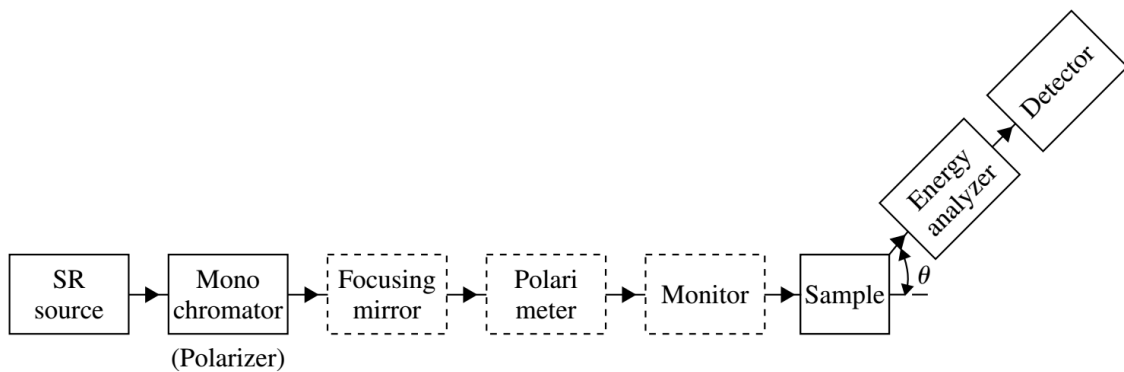 SR
source
Mono
chromator
(Polarizer)
Focusing
mirror
Polari
meter
Monitor
Sample
θ
Energy
analyzer
Detector